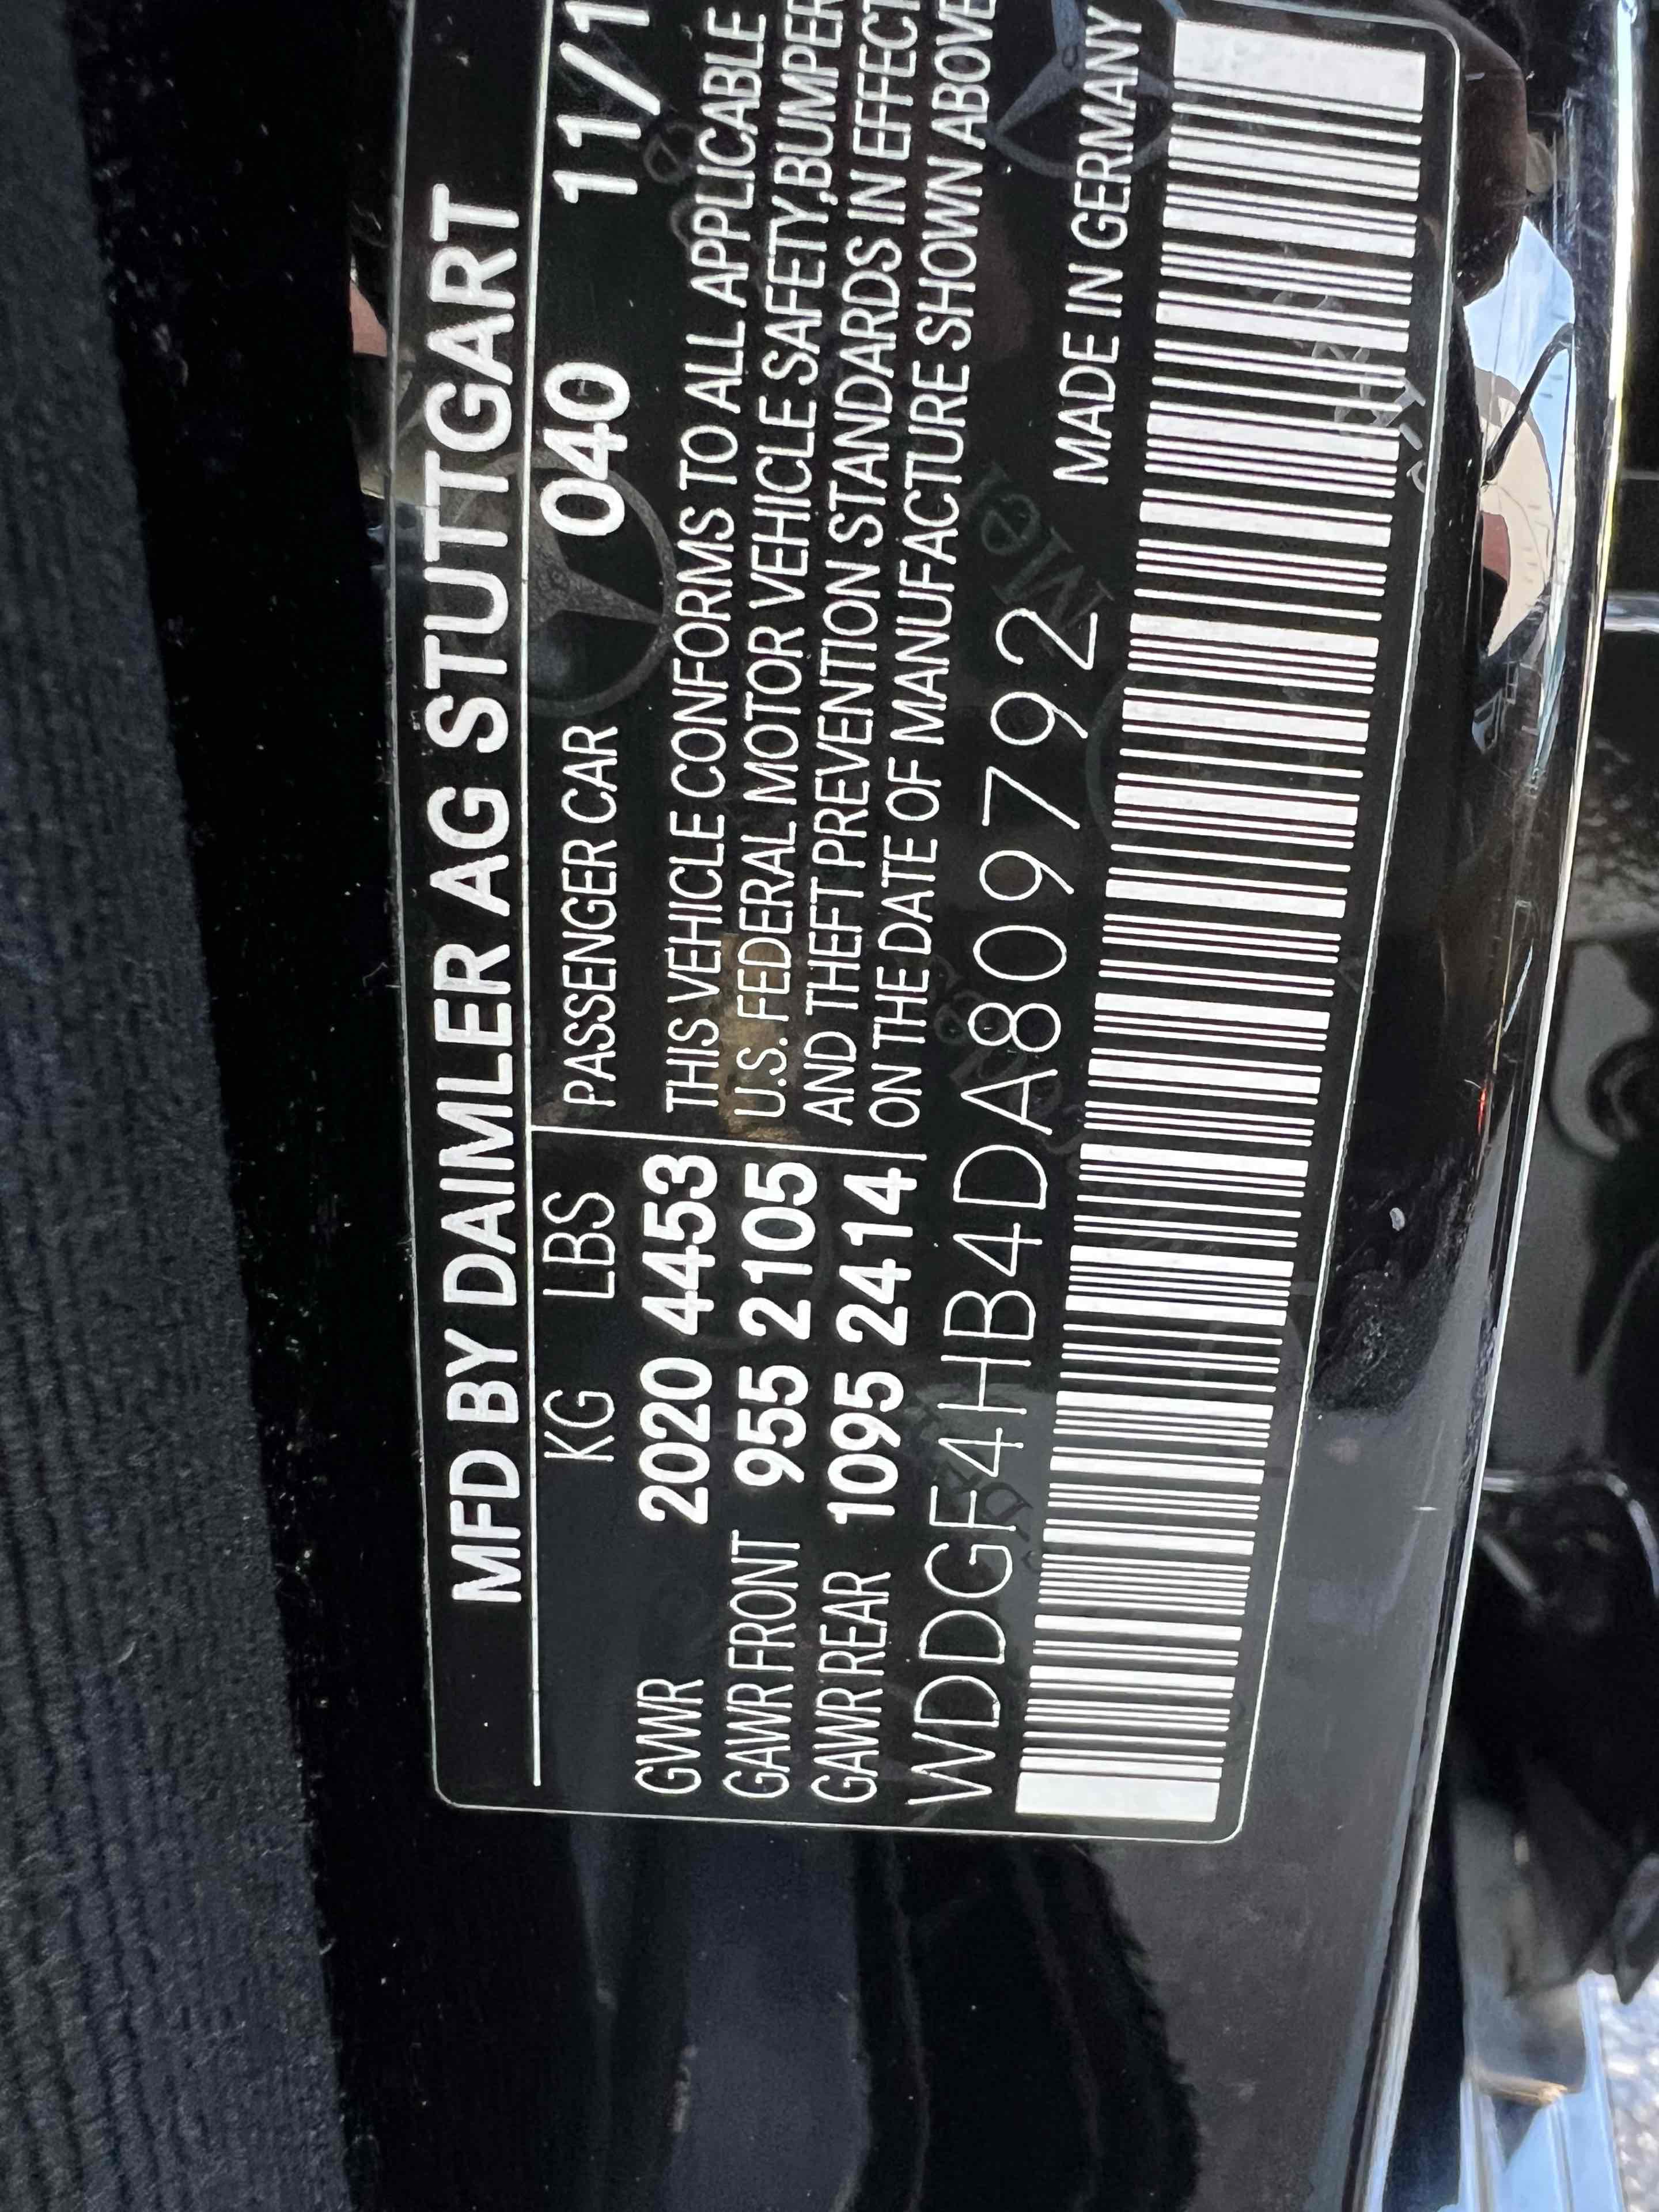 MFD BY DAIMLER AG STUTTGART
KG LBS PASSENGER CAR 040 11/1
GVWR 2020 4453 THIS VEHICLE CONFORMS TO ALL APPLICABLE
GAWR FRONT 955 2105 U.S. FEDERAL MOTOR VEHICLE SAFETY, BUMPER
AND THEFT PREVENTION STANDARDS IN EFFECT
GAWR REAR 1095 2414 ON THE DATE OF MANUFACTURE SHOWN ABOVE
WDDGF4HB4DA809792
MADE IN GERMANY